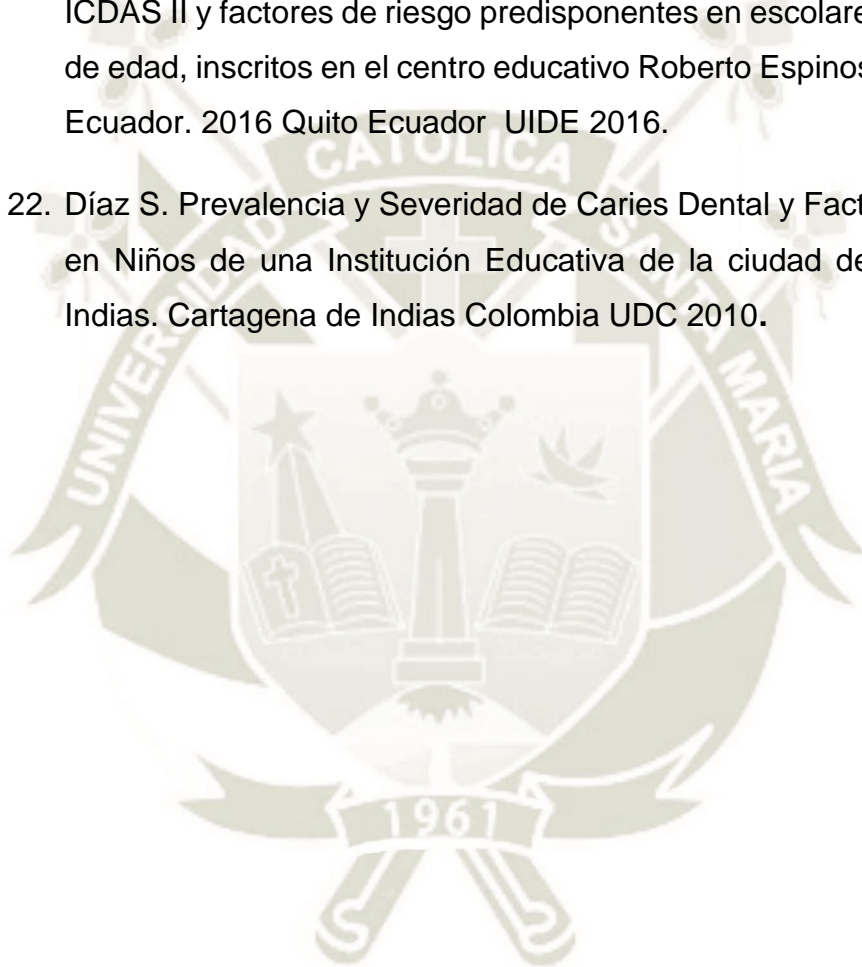 ICDAS II y factores de riesgo predisponentes en escolare
de edad, inscritos en el centro educativo Roberto Espinos
Ecuador. 2016 Quito Ecuador  UIDE 2016.
22. Díaz S. Prevalencia y Severidad de Caries Dental y Fact
en Niños de una Institución Educativa de la ciudad de
Indias. Cartagena de Indias Colombia UDC 2010.
UNIVERSIDAD CATOLICA SANTA MARIA
1961